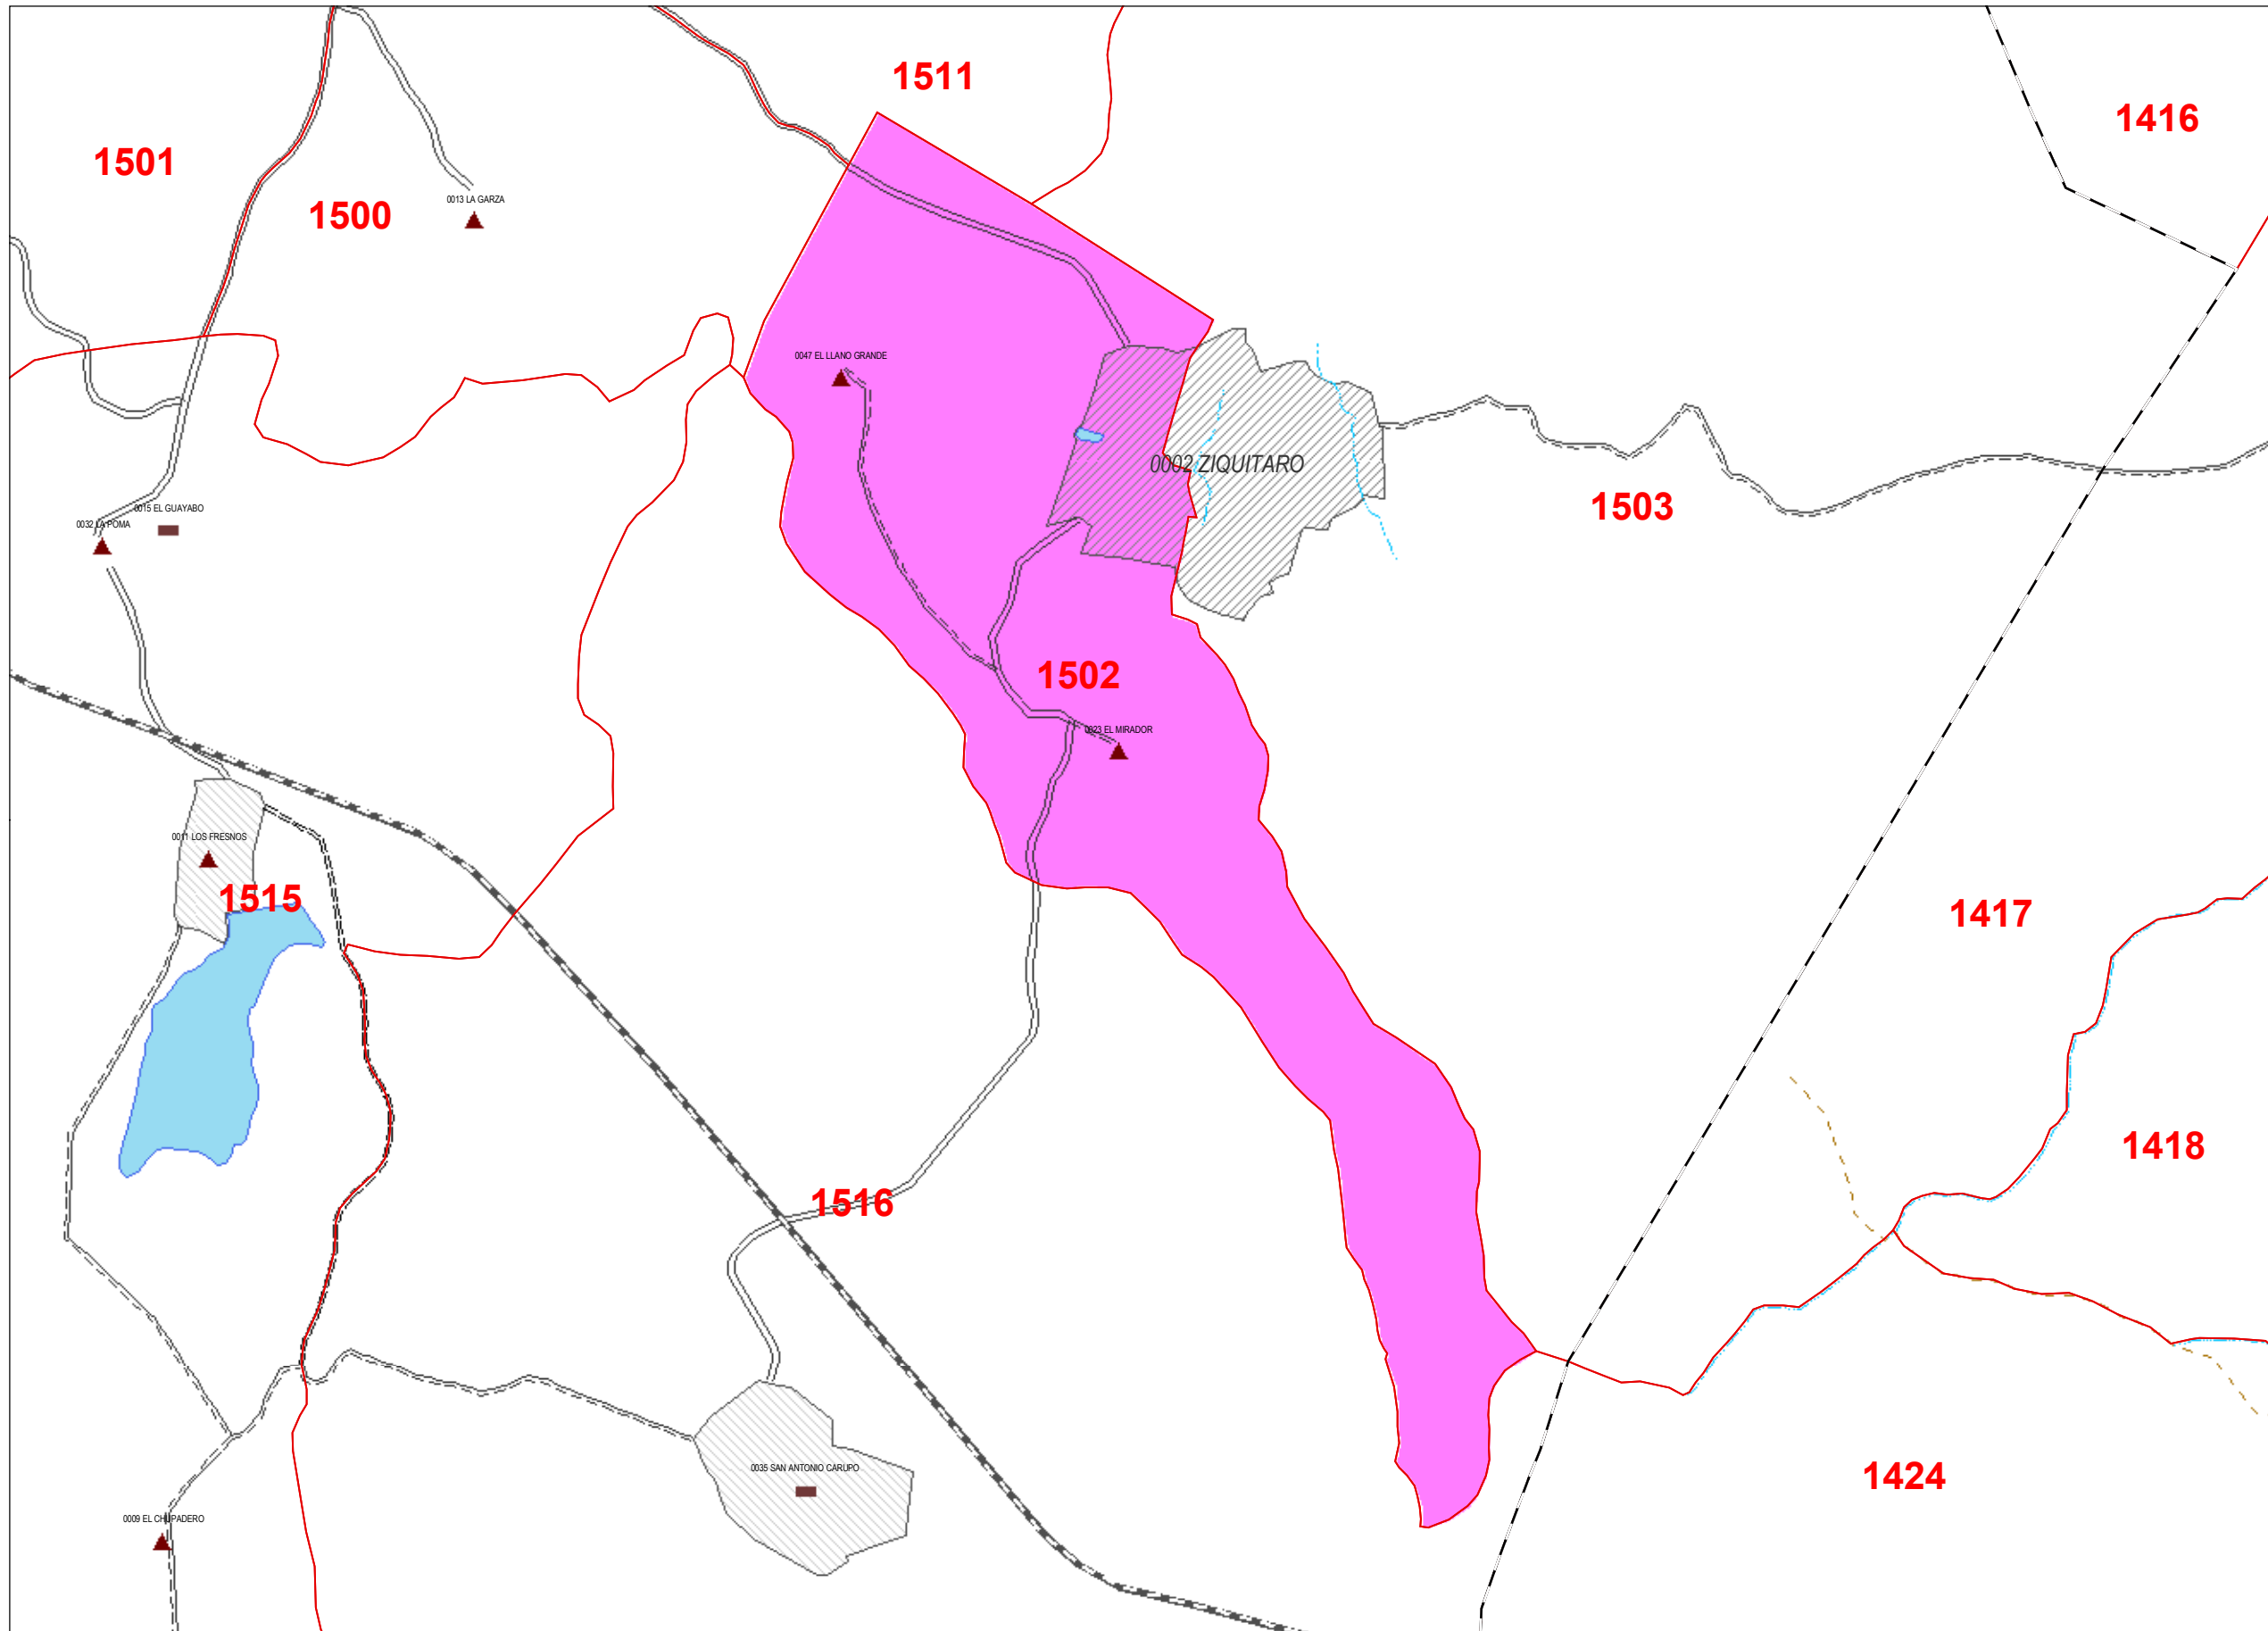 1511
1416
1501
0013 LA GARZA
1500
0047 EL LLANO GRANDE
0002 ZIQUITARO
1503
0015 EL GUAYABO
0032 LA POMA
1502
0023 EL MIRADOR
0011 LOS FRESNOS
1515
1417
1418
1516
0035 SAN ANTONIO CARUPO
1424
0009 EL CHUPADERO